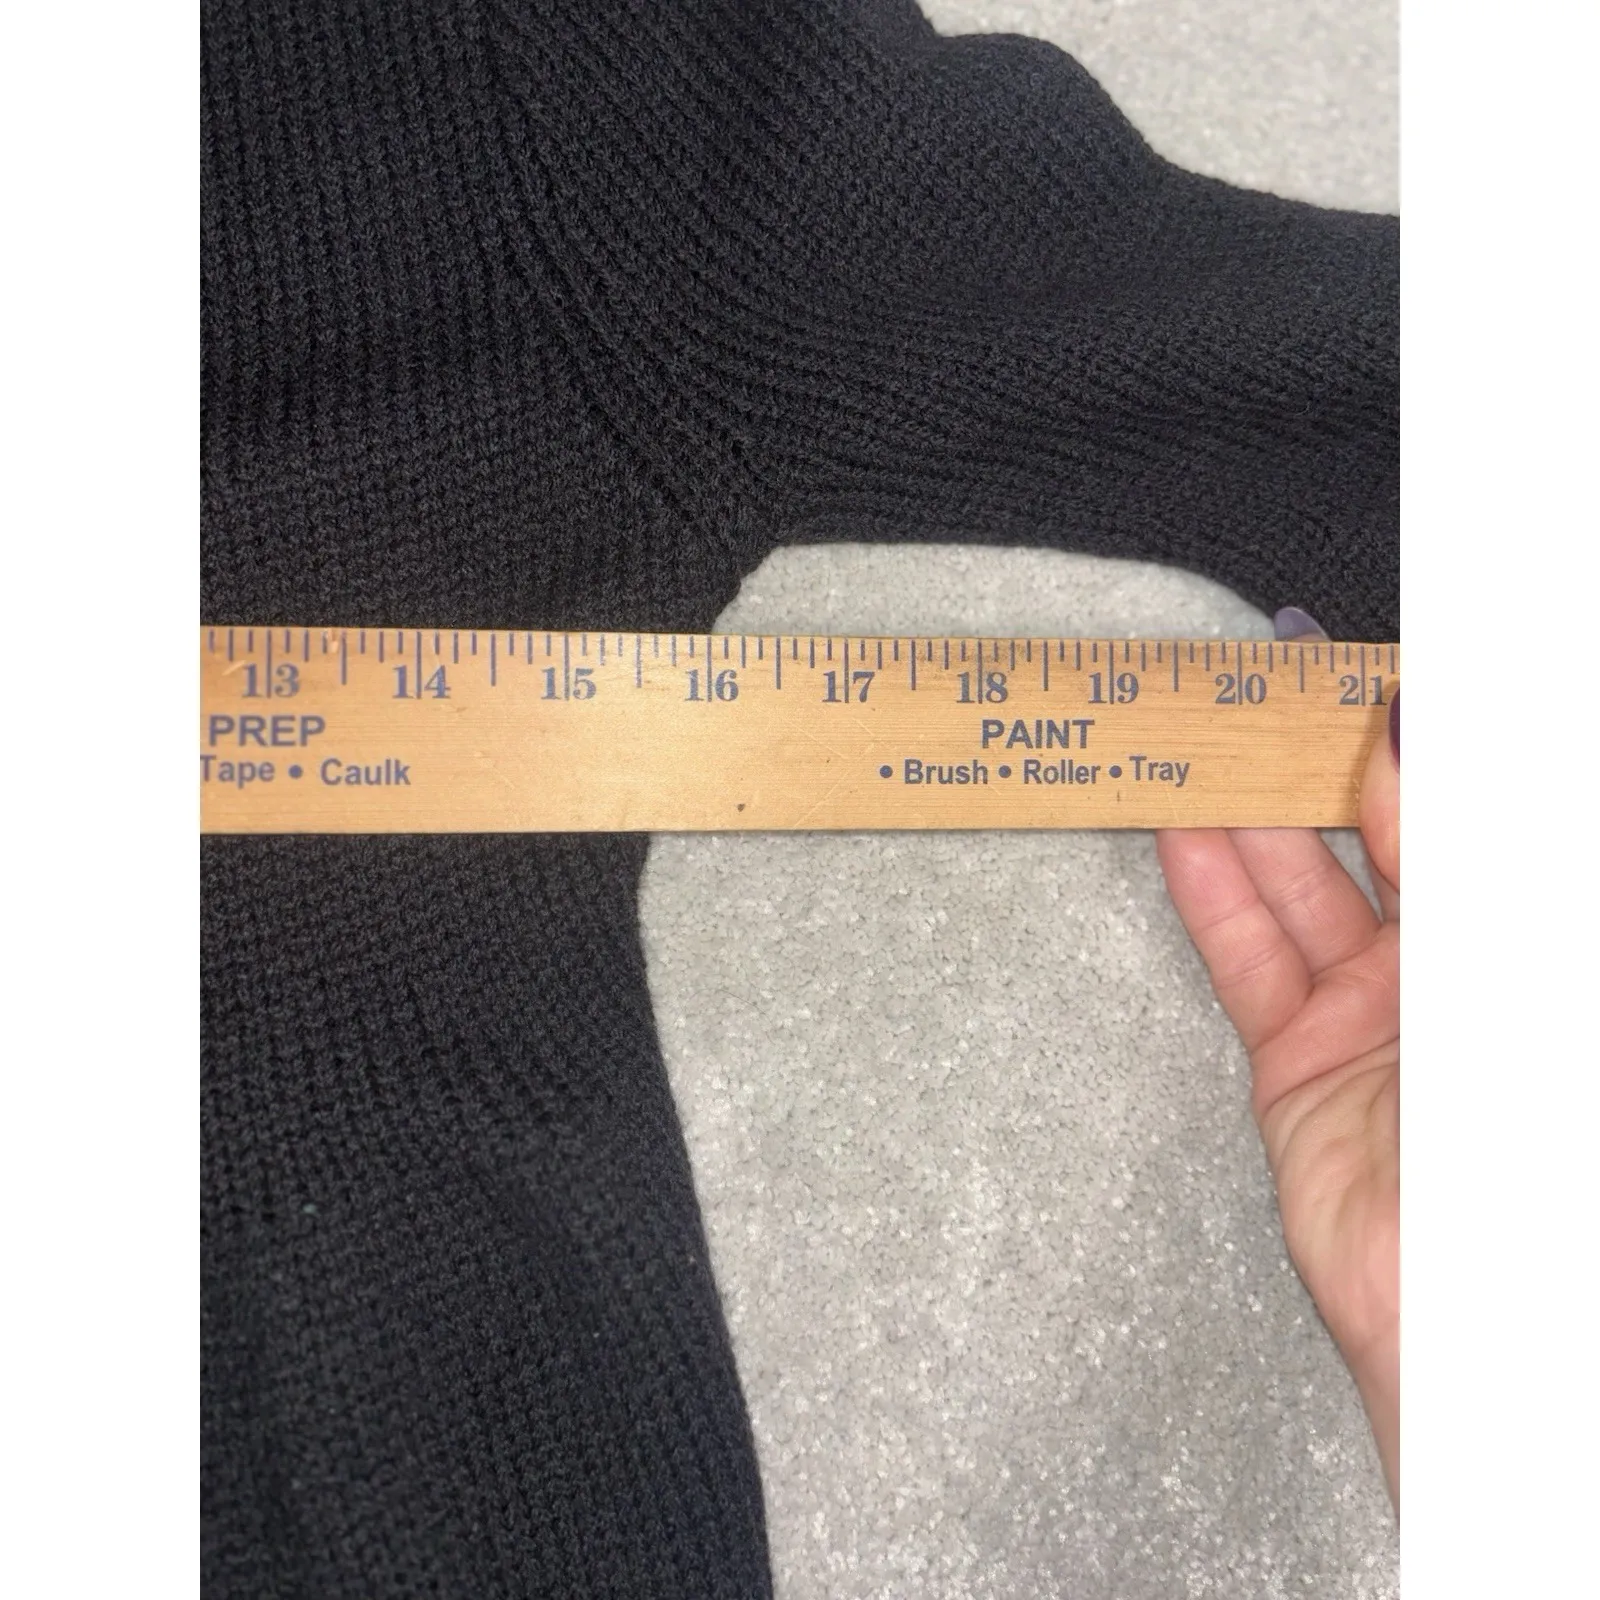 13 14 15 16 17 18 19 20 21
PREP PAINT
Tape • Caulk • Brush • Roller • Tray